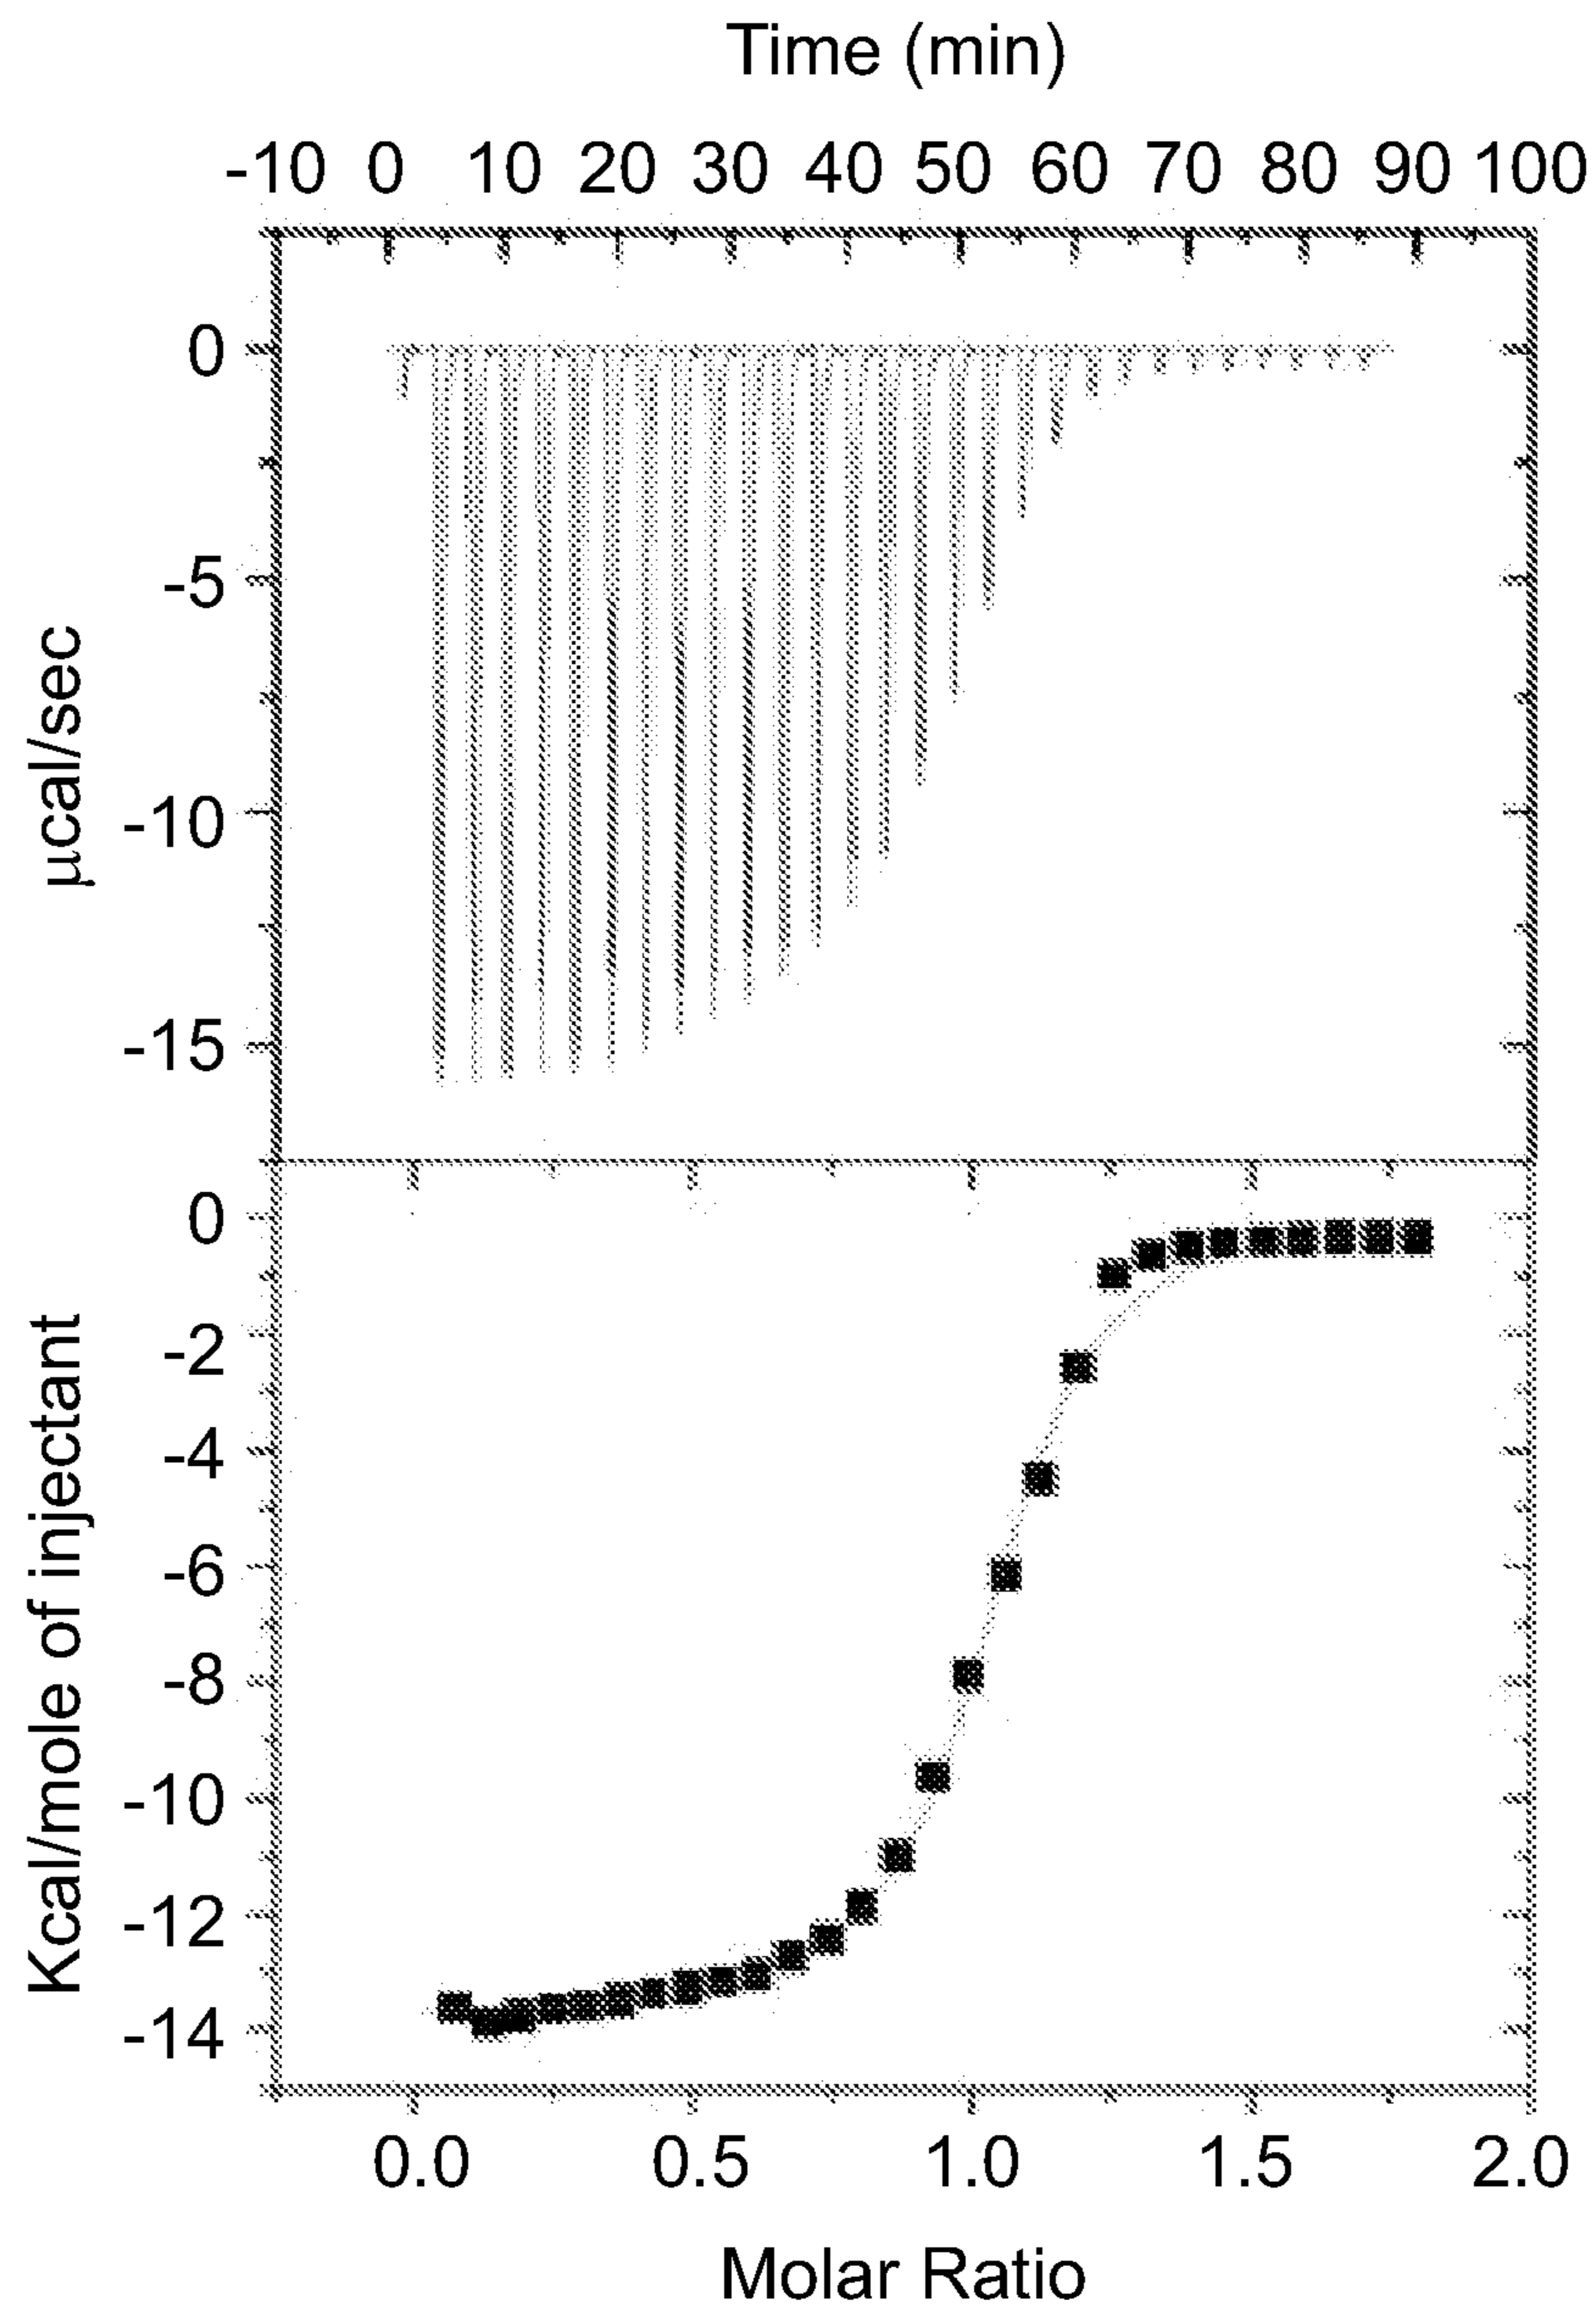 Time (min)
-10 0 10 20 30 40 50 60 70 80 90 100
0
-5
-10
-15
µcal/sec
0
-2
-4
-6
-8
-10
-12
-14
Kcal/mole of injectant
0.0 0.5 1.0 1.5 2.0
Molar Ratio